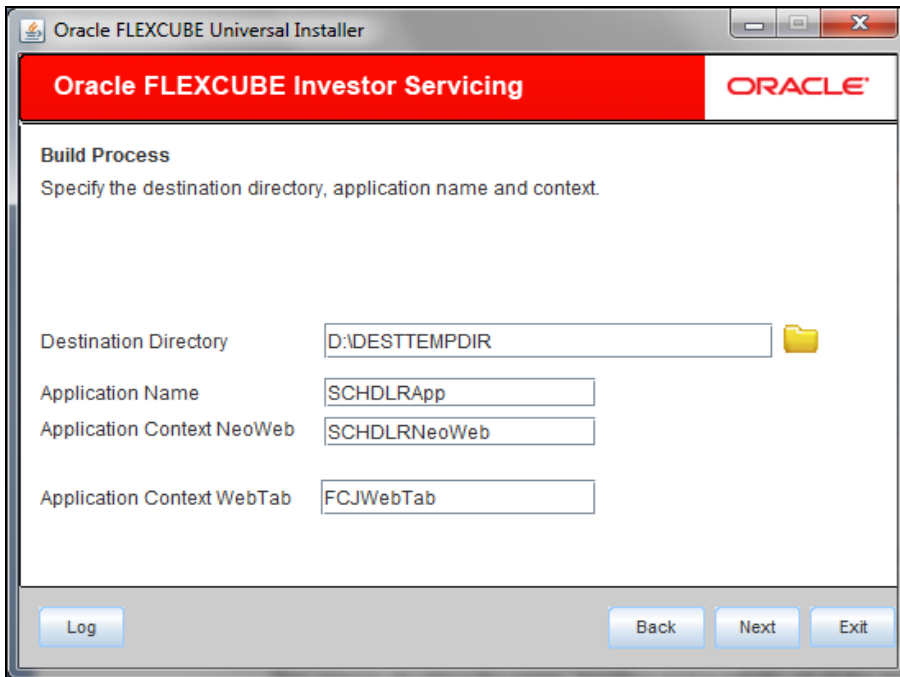 Oracle FLEXCUBE Universal Installer
Oracle FLEXCUBE Investor Servicing
ORACLE
Build Process
Specify the destination directory, application name and context.
Destination Directory D:\DESTTEMPDIR
Application Name SCHDLRApp
Application Context NeoWeb SCHDLRNeoWeb
Application Context WebTab FCJWebTab
Log Back Next Exit